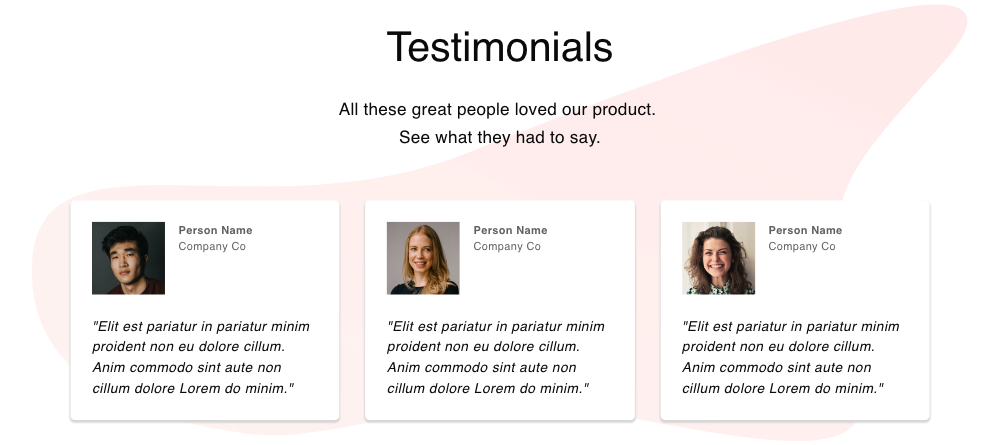 Testimonials
All these great people loved our product.
See what they had to say.
Person Name
Company Co
"Elit est pariatur in pariatur minim
proident non eu dolore cillum.
Anim commodo sint aute non
cillum dolore Lorem do minim."
Person Name
Company Co
"Elit est pariatur in pariatur minim
proident non eu dolore cillum.
Anim commodo sint aute non
cillum dolore Lorem do minim."
Person Name
Company Co
"Elit est pariatur in pariatur minim
proident non eu dolore cillum.
Anim commodo sint aute non
cillum dolore Lorem do minim."